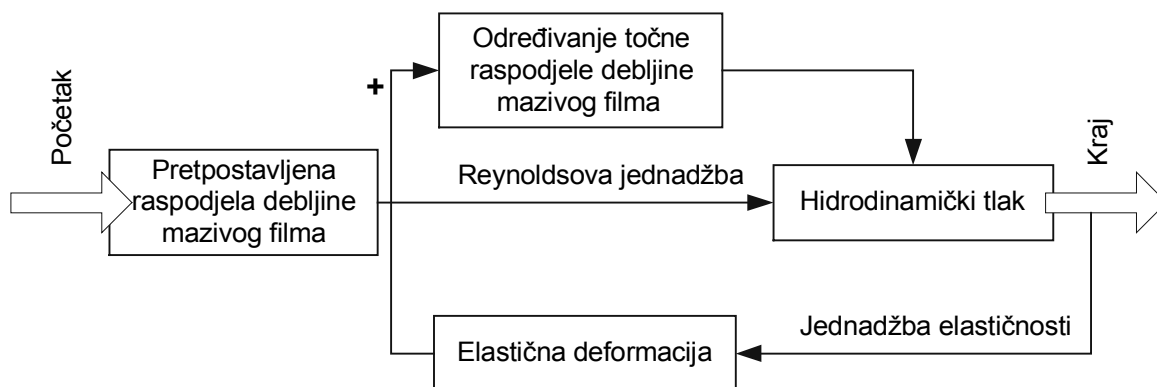 Početak
Pretpostavljena
raspodjela debljine
mazivog filma
+
Određivanje točne
raspodjele debljine
mazivog filma
Reynoldsova jednadžba
Hidrodinamički tlak
Kraj
Jednadžba elastičnosti
Elastična deformacija